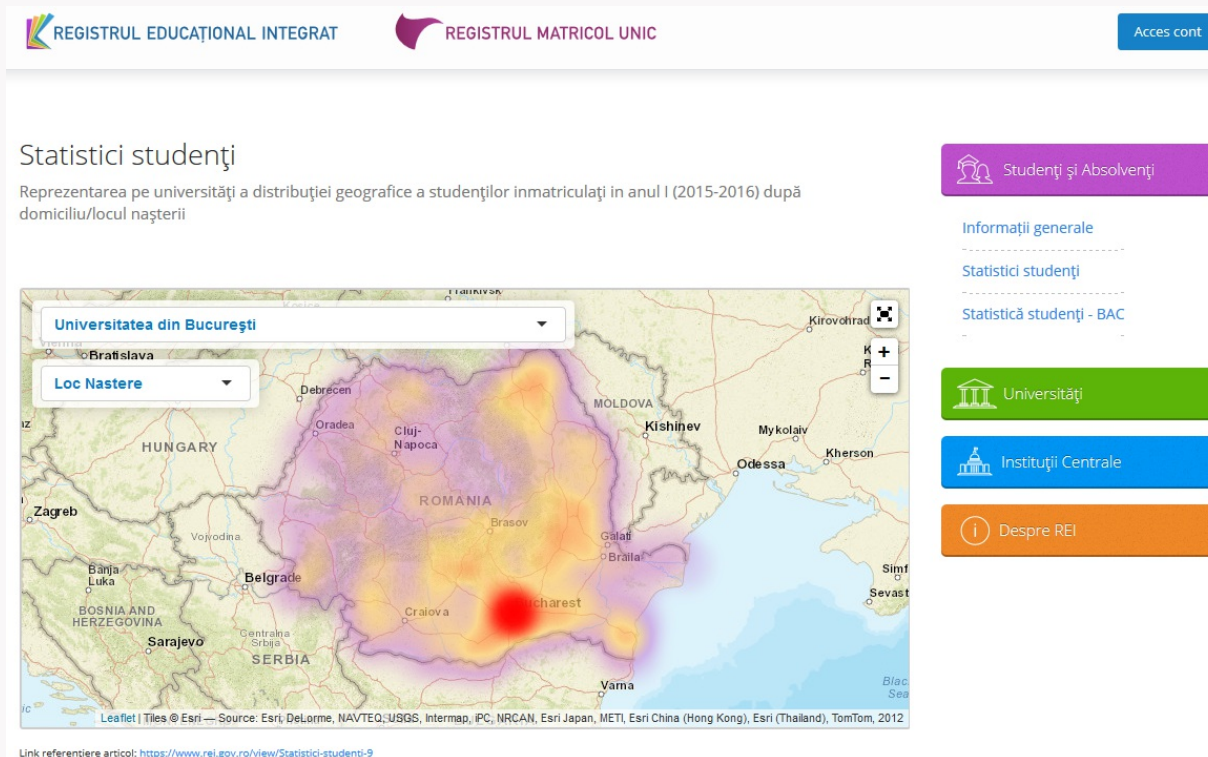 REGISTRUL EDUCAȚIONAL INTEGRAT
REGISTRUL MATRICOL UNIC
Acces cont
Statistici studenţi
Reprezentarea pe universităţi a distribuţiei geografice a studenţilor inmatriculaţi in anul I (2015-2016) după
domiciliu/locul naşterii
Studenţi şi Absolvenţi
Informaţii generale
Statistici studenţi
Statistică studenţi - BAC
Universităţi
Instituţii Centrale
Despre REI
Universitatea din Bucureşti
Loc Nastere
+
−
Kirovohrad
Bratislava
Debrecen
MOLDOVA
Oradea
Cluj-
Napoca
Kishinev
Mykolaiv
HUNGARY
Kherson
Odessa
ROMANIA
Zagreb
Brasov
Vojvodina
Galati
Braila
Banja
Luka
Belgrade
Simf
Sevast
BOSNIA AND
HERZEGOVINA
Craiova
Bucharest
Sarajevo
Centralna
Srbija
SERBIA
Varna
Blac
Sea
Leaflet | Tiles © Esri — Source: Esri, DeLorme, NAVTEQ, USGS, Intermap, iPC, NRCAN, Esri Japan, METI, Esri China (Hong Kong), Esri (Thailand), TomTom, 2012
Link referentiere articol: https://www.rei.gov.ro/view/Statistici-studenti-9